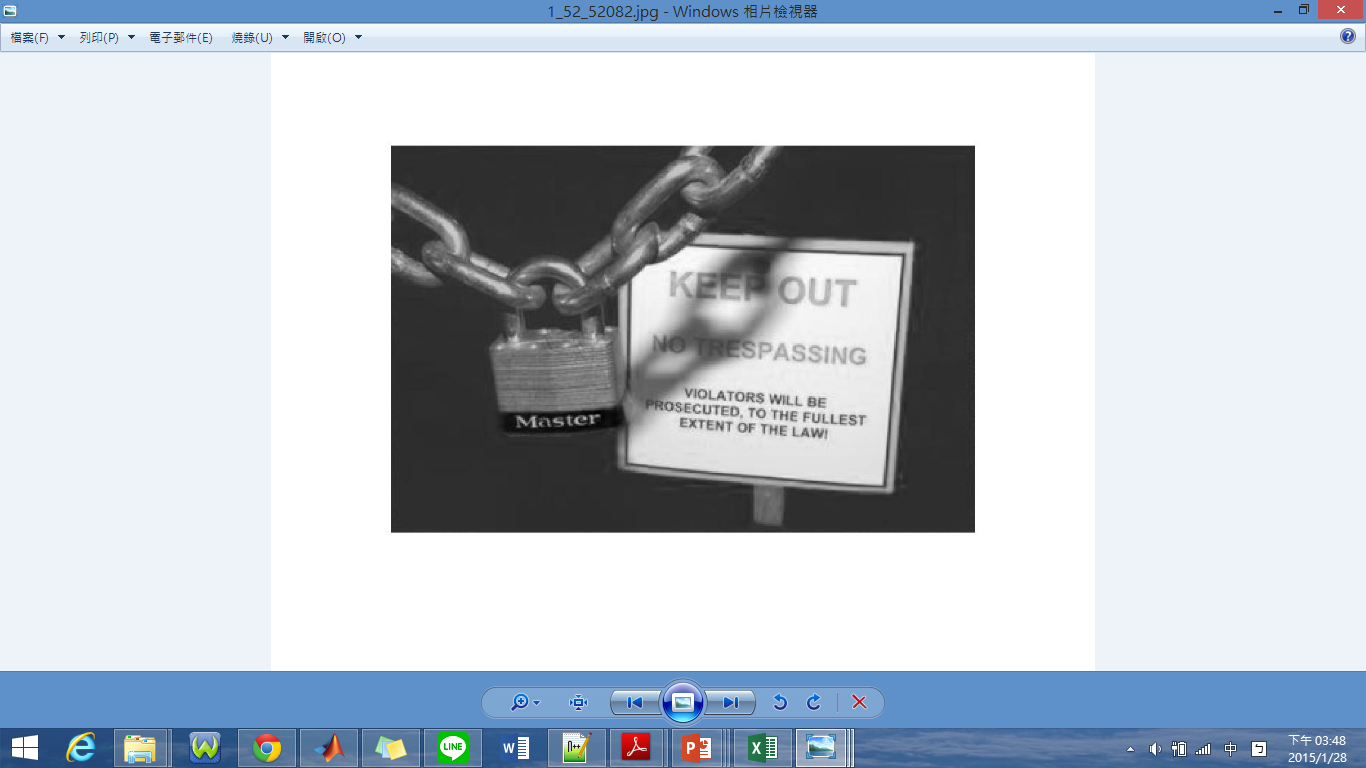 1_52_52082.jpg - Windows 相片檢視器
檔案(F) 列印(P) 電子郵件(E) 燒錄(U) 開啟(O)
KEEP OUT
NO TRESPASSING
VIOLATORS WILL BE
PROSECUTED, TO THE FULLEST
EXTENT OF THE LAW!
Master
LINE
中
下午 03:48
2015/1/28